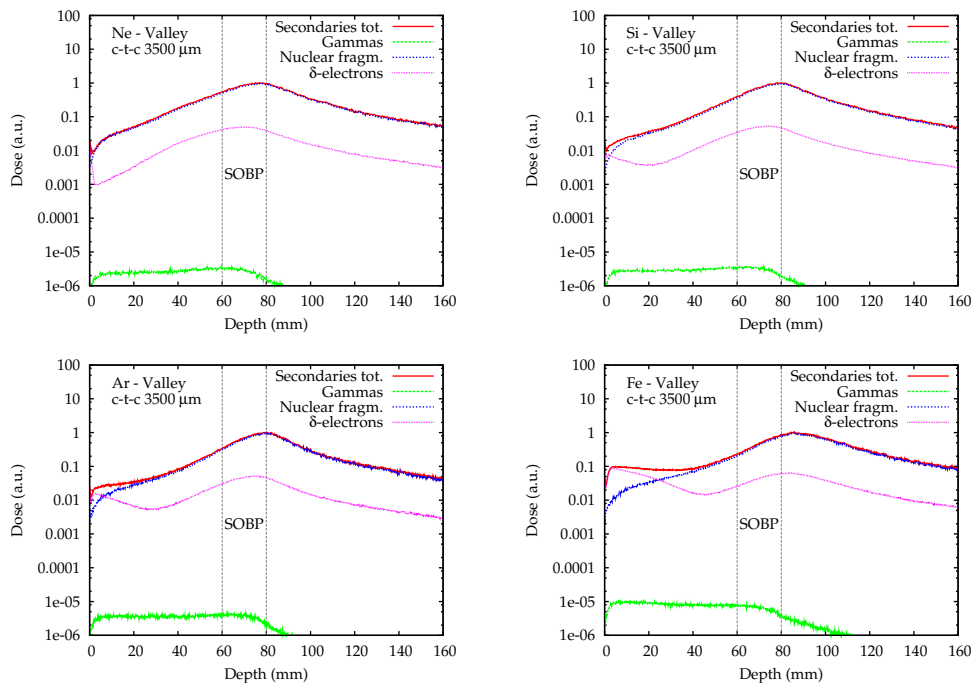 Ne - Valley
c-t-c 3500 µm
Secondaries tot.
Gammas
Nuclear fragm.
δ-electrons
SOBP
Dose (a.u.)
100
10
1
0.1
0.01
0.001
0.0001
1e-05
1e-06
0 20 40 60 80 100 120 140 160
Depth (mm)
Si - Valley
c-t-c 3500 µm
Secondaries tot.
Gammas
Nuclear fragm.
δ-electrons
SOBP
Dose (a.u.)
100
10
1
0.1
0.01
0.001
0.0001
1e-05
1e-06
0 20 40 60 80 100 120 140 160
Depth (mm)
Ar - Valley
c-t-c 3500 µm
Secondaries tot.
Gammas
Nuclear fragm.
δ-electrons
SOBP
Dose (a.u.)
100
10
1
0.1
0.01
0.001
0.0001
1e-05
1e-06
0 20 40 60 80 100 120 140 160
Depth (mm)
Fe - Valley
c-t-c 3500 µm
Secondaries tot.
Gammas
Nuclear fragm.
δ-electrons
SOBP
Dose (a.u.)
100
10
1
0.1
0.01
0.001
0.0001
1e-05
1e-06
0 20 40 60 80 100 120 140 160
Depth (mm)